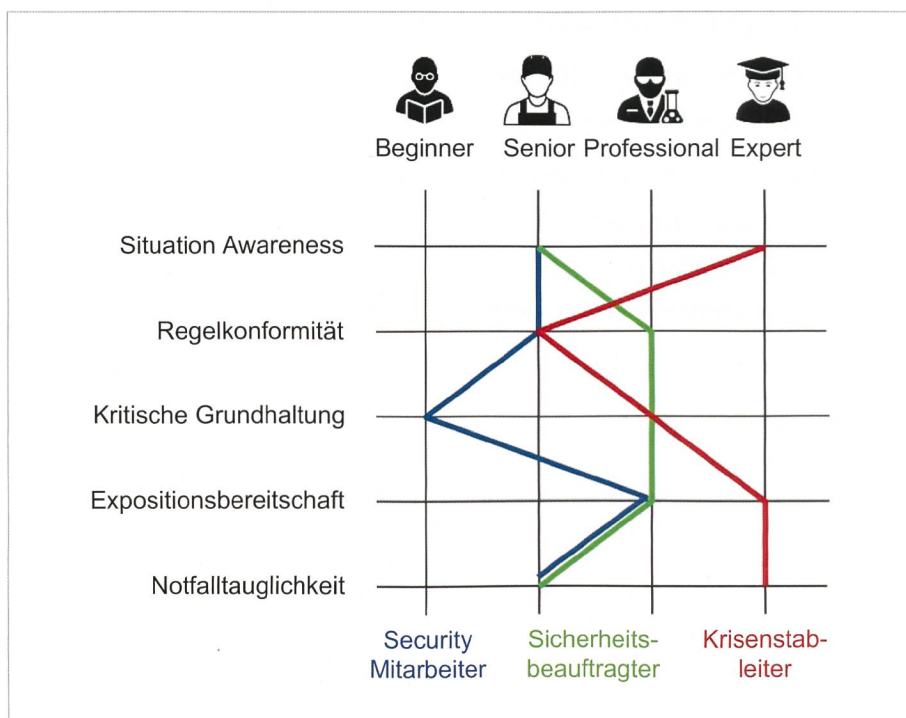 Beginner Senior Professional Expert
Situation Awareness
Regelkonformität
Kritische Grundhaltung
Expositionsbereitschaft
Notfalltauglichkeit
Security
Mitarbeiter
Sicherheits-
beauftragter
Krisenstab-
leiter